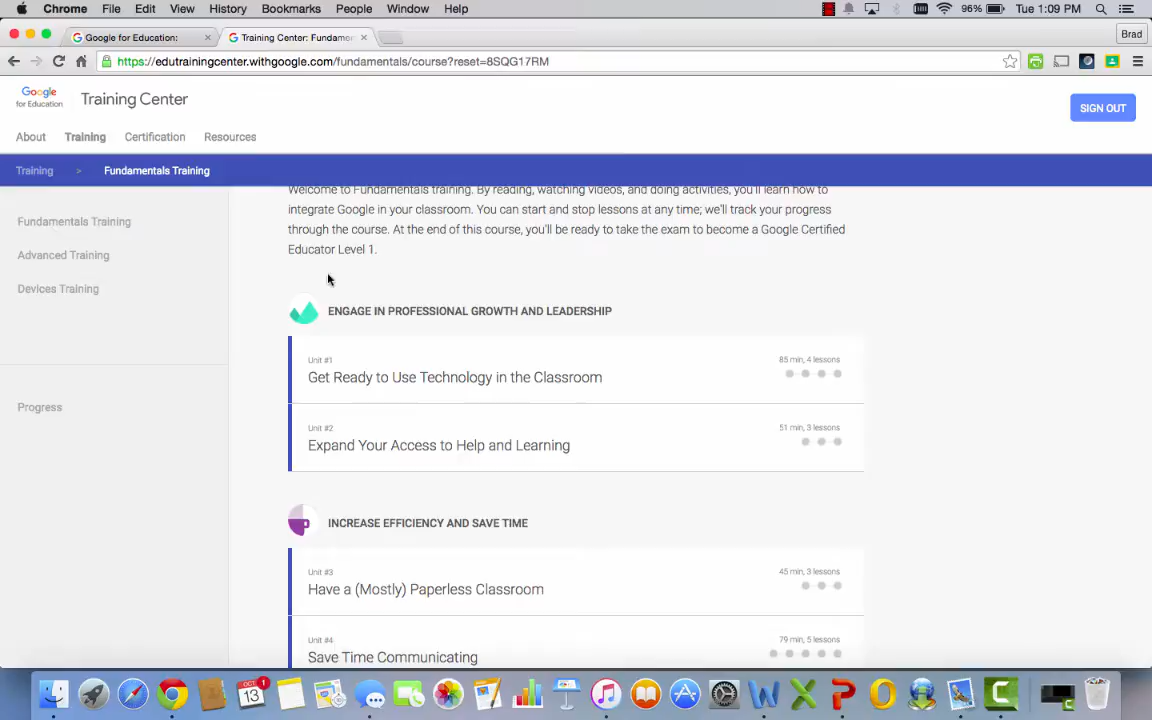 Chrome File Edit View History Bookmarks People Window Help 96% Tue 1:09 PM
Google for Education: Training Center: Fundamen Brad
https://edutrainingcenter.withgoogle.com/fundamentals/course?reset=8SQG17RM
Google for Education Training Center
SIGN OUT
About Training Certification Resources
Training > Fundamentals Training
Fundamentals Training
Advanced Training
Devices Training
Progress
Welcome to Fundamentals training. By reading, watching videos, and doing activities, you'll learn how to
integrate Google in your classroom. You can start and stop lessons at any time; we'll track your progress
through the course. At the end of this course, you'll be ready to take the exam to become a Google Certified
Educator Level 1.
ENGAGE IN PROFESSIONAL GROWTH AND LEADERSHIP
Unit #1 85 min, 4 lessons
Get Ready to Use Technology in the Classroom
Unit #2 51 min, 3 lessons
Expand Your Access to Help and Learning
INCREASE EFFICIENCY AND SAVE TIME
Unit #3 45 min, 3 lessons
Have a (Mostly) Paperless Classroom
Unit #4 79 min, 5 lessons
Save Time Communicating
OCT 13 1